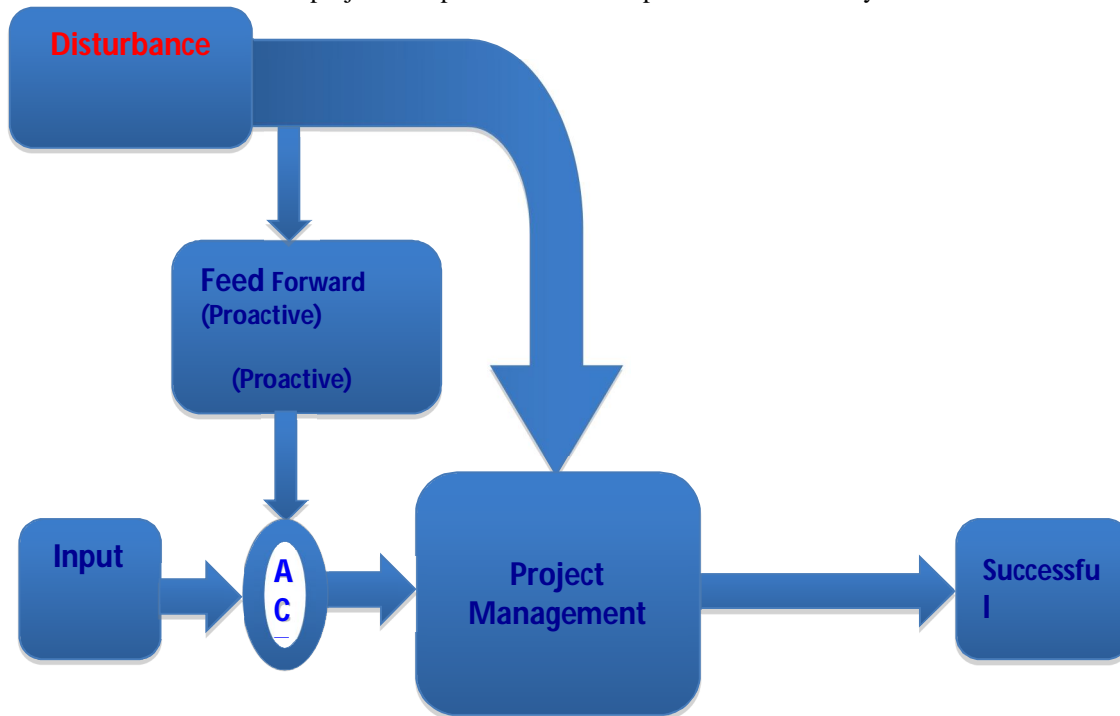 Disturbance
Feed Forward
(Proactive)
(Proactive)
Input
A
C
Project
Management
Successfu
l